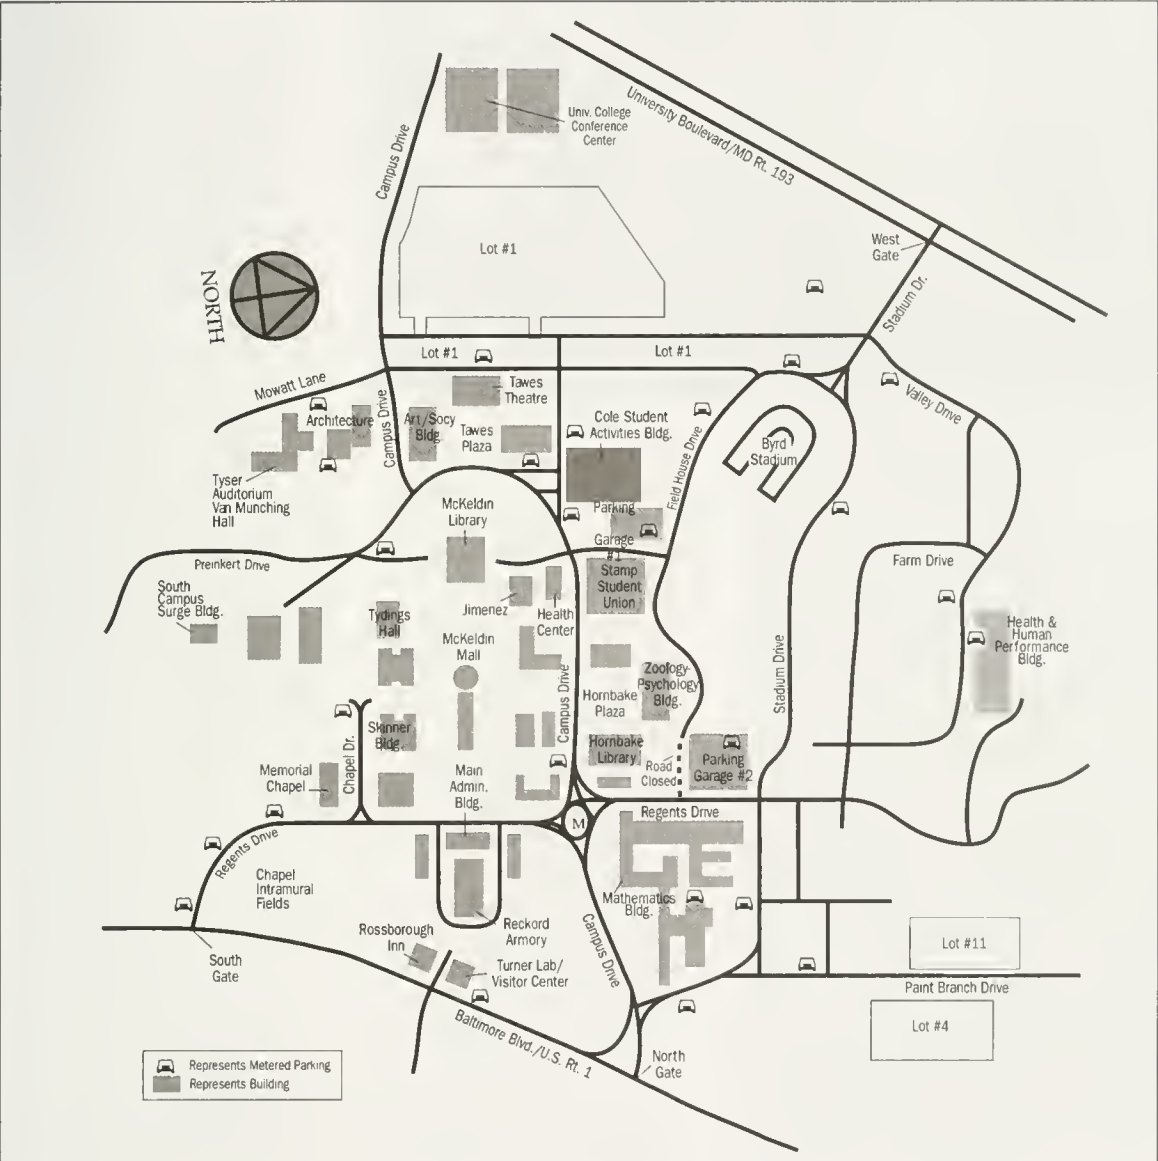 Univ. College
Conference
Center
University Boulevard/MD Rt. 193
Campus Drive
Lot #1
West
Gate
Stadium Dr.
NORTH
Lot #1
Lot #1
Mowatt Lane
Tawes
Theatre
Valley Drive
Architecture
Campus Drive
Art/Socy
Bldg
Tawes
Plaza
Cole Student
Activities Bldg.
Field House Drive
Byrd
Stadium
Tyser
Auditorium
Van Munching
Hall
McKeldin
Library
Parking
Garage
#1
Preinkert Drive
Farm Drive
South
Campus
Surge Bldg.
Stamp
Student
Union
Jimenez
Health
Center
Tydings
Hall
McKeldin
Mall
Health &
Human
Performance
Bldg.
Stadium Drive
Zoology-
Psychology
Bldg.
Hornbake
Plaza
Campus Drive
Skinner
Bldg.
Chapel Dr.
Hornbake
Library
Road
Closed
Parking
Garage #2
Memorial
Chapel
Main
Admin.
Bldg.
M
Regents Drive
Regents Drive
Chapel
Intramural
Fields
Mathematics
Bldg.
Rossborough
Inn
Reckord
Armory
Campus Drive
Lot #11
South
Gate
Turner Lab/
Visitor Center
Paint Branch Drive
Lot #4
Baltimore Blvd./U.S. Rt. 1
North
Gate
Represents Metered Parking
Represents Building